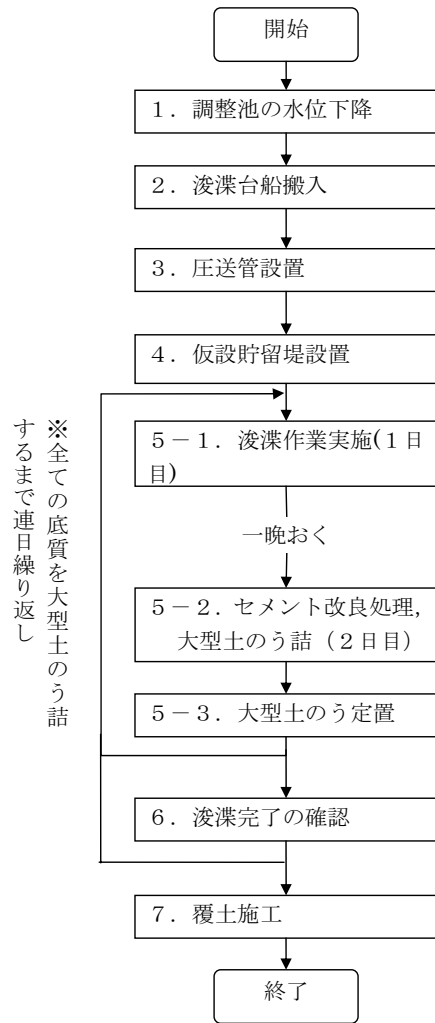 開始
1．調整池の水位下降
2．浚渫台船搬入
3．圧送管設置
4．仮設貯留堤設置
※全ての底質を大型土のう詰
するまで連日繰り返し
5－1．浚渫作業実施(1日
目)
一晩おく
5－2．セメント改良処理，
大型土のう詰（2日目）
5－3．大型土のう定置
6．浚渫完了の確認
7．覆土施工
終了